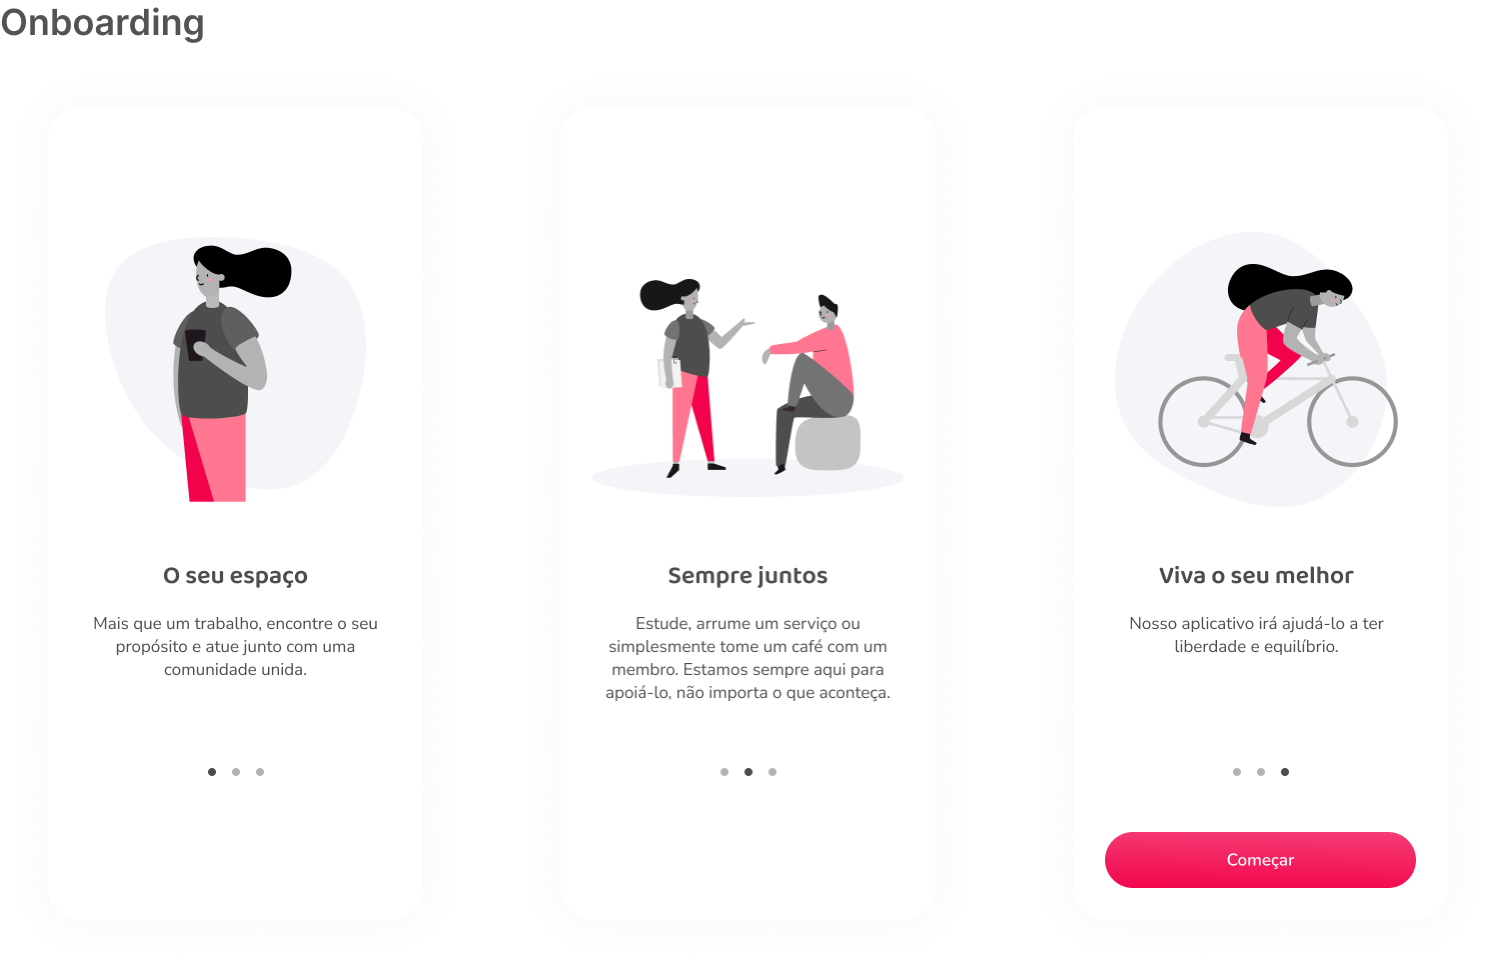 Onboarding
O seu espaço
Mais que um trabalho, encontre o seu
propósito e atue junto com uma
comunidade unida.
Sempre juntos
Estude, arrume um serviço ou
simplesmente tome um café com um
membro. Estamos sempre aqui para
apoiá-lo, não importa o que aconteça.
Viva o seu melhor
Nosso aplicativo irá ajudá-lo a ter
liberdade e equilíbrio.
Começar